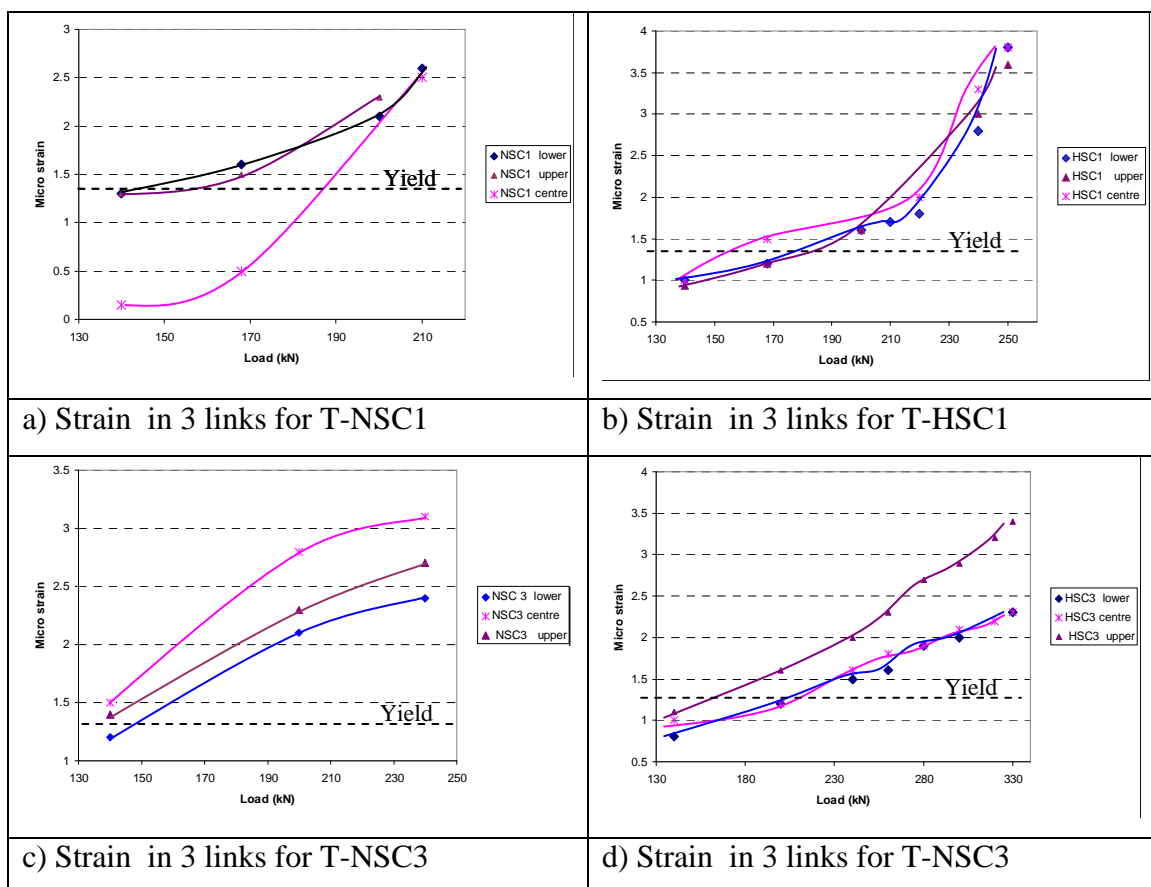 3
2.5
2
1.5
1
0.5
0
Micro strain
Yield
130 150 170 190 210
Load (kN)
NSC1 lower
NSC1 upper
NSC1 centre
4
3.5
3
2.5
2
1.5
1
0.5
Micro strain
Yield
130 150 170 190 210 230 250
Load (kN)
HSC1 lower
HSC1 upper
HSC1 centre
a) Strain in 3 links for T-NSC1
b) Strain in 3 links for T-HSC1
3.5
3
2.5
2
1.5
1
Micro strain
Yield
130 150 170 190 210 230 250
Load (kN)
NSC 3 lower
NSC3 centre
NSC3 upper
4
3.5
3
2.5
2
1.5
1
0.5
Micro strain
Yield
130 180 230 280 330
Load (kN)
HSC3 lower
HSC3 centre
HSC3 upper
c) Strain in 3 links for T-NSC3
d) Strain in 3 links for T-NSC3